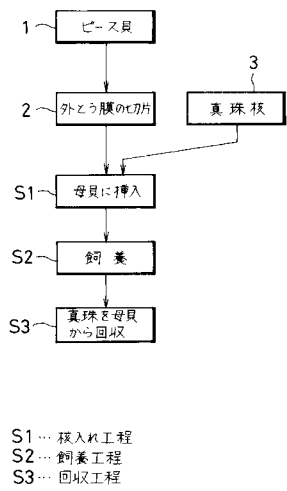 1
ピース貝
3
2
外とう膜の切片
真珠核
S1
母貝に挿入
S2
飼養
S3
真珠を母貝
から回収
S1…核入れ工程
S2…飼養工程
S3…回収工程